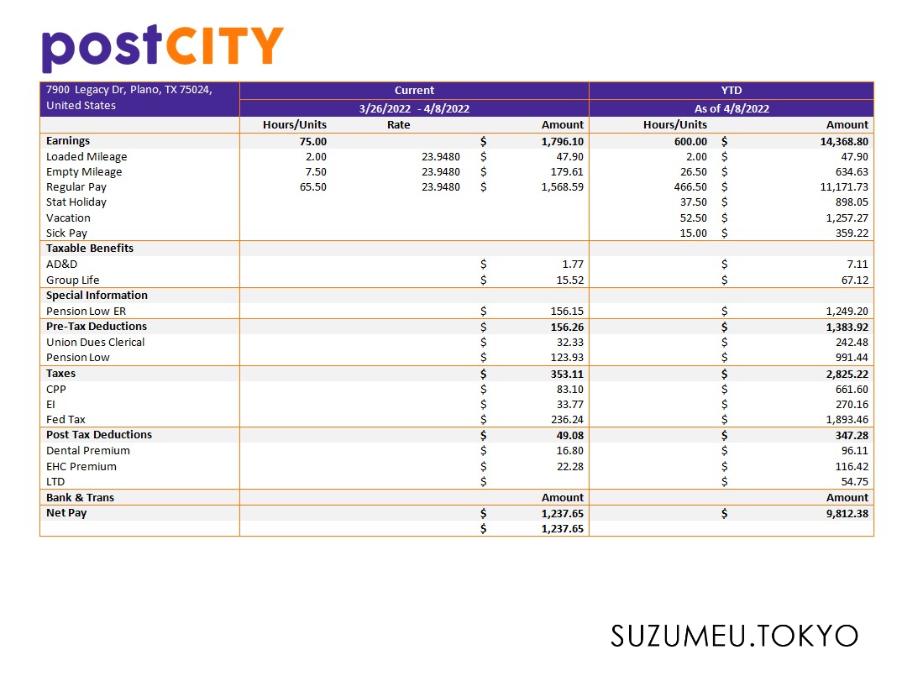 postCITY
7900 Legacy Dr, Plano, TX 75024, Current YTD
United States 3/26/2022 - 4/8/2022 As of 4/8/2022
Hours/Units Rate Amount Hours/Units Amount
Earnings 75.00 $ 1,796.10 600.00 $ 14,368.80
Loaded Mileage 2.00 23.9480 $ 47.90 2.00 $ 47.90
Empty Mileage 7.50 23.9480 $ 179.61 26.50 $ 634.63
Regular Pay 65.50 23.9480 $ 1,568.59 466.50 $ 11,171.73
Stat Holiday 37.50 $ 898.05
Vacation 52.50 $ 1,257.27
Sick Pay 15.00 $ 359.22
Taxable Benefits
AD&D $ 1.77 $ 7.11
Group Life $ 15.52 $ 67.12
Special Information
Pension Low ER $ 156.15 $ 1,249.20
Pre-Tax Deductions $ 156.26 $ 1,383.92
Union Dues Clerical $ 32.33 $ 242.48
Pension Low $ 123.93 $ 991.44
Taxes $ 353.11 $ 2,825.22
CPP $ 83.10 $ 661.60
EI $ 33.77 $ 270.16
Fed Tax $ 236.24 $ 1,893.46
Post Tax Deductions $ 49.08 $ 347.28
Dental Premium $ 16.80 $ 96.11
EHC Premium $ 22.28 $ 116.42
LTD $ $ 54.75
Bank & Trans Amount Amount
Net Pay $ 1,237.65 $ 9,812.38
$ 1,237.65
SUZUMEU.TOKYO